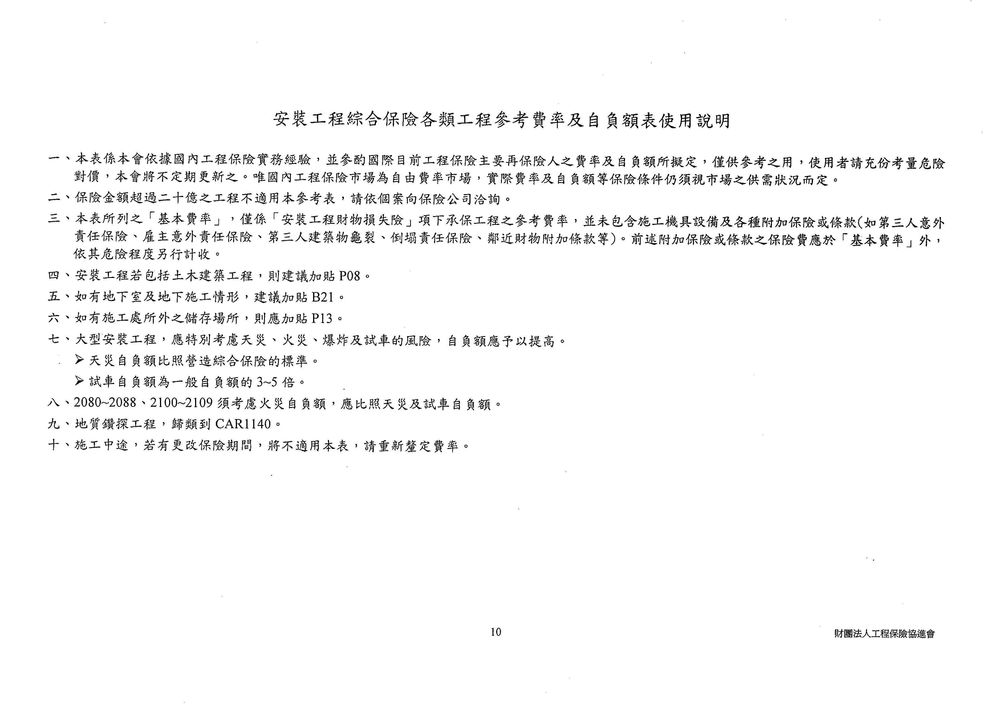 安裝工程綜合保險各類工程參考費率及自負額表使用說明
一、本表係本會依據國內工程保險實務經驗，並參酌國際目前工程保險主要再保險人之費率及自負額所擬定，僅供參考之用，使用者請充份考量危險
對價，本會將不定期更新之。唯國內工程保險市場為自由費率市場，實際費率及自負額等保險條件仍須視市場之供需狀況而定。
二、保險金額超過二十億之工程不適用本參考表，請依個案向保險公司洽詢。
三、本表所列之「基本費率」，僅係「安裝工程財物損失險」項下承保工程之參考費率，並未包含施工機具設備及各種附加保險或條款(如第三人意外
責任保險、雇主意外責任保險、第三人建築物龜裂、倒塌責任保險、鄰近財物附加條款等)。前述附加保險或條款之保險費應於「基本費率」外，
依其危險程度另行計收。
四、安裝工程若包括土木建築工程，則建議加貼 P08。
五、如有地下室及地下施工情形，建議加貼 B21。
六、如有施工處所外之儲存場所，則應加貼 P13。
七、大型安裝工程，應特別考慮天災、火災、爆炸及試車的風險，自負額應予以提高。
➢ 天災自負額比照營造綜合保險的標準。
➢ 試車自負額為一般自負額的 3~5 倍。
八、2080~2088、2100~2109 須考慮火災自負額，應比照天災及試車自負額。
九、地質鑽探工程，歸類到 CAR1140。
十、施工中途，若有更改保險期間，將不適用本表，請重新釐定費率。
10
財團法人工程保險協進會